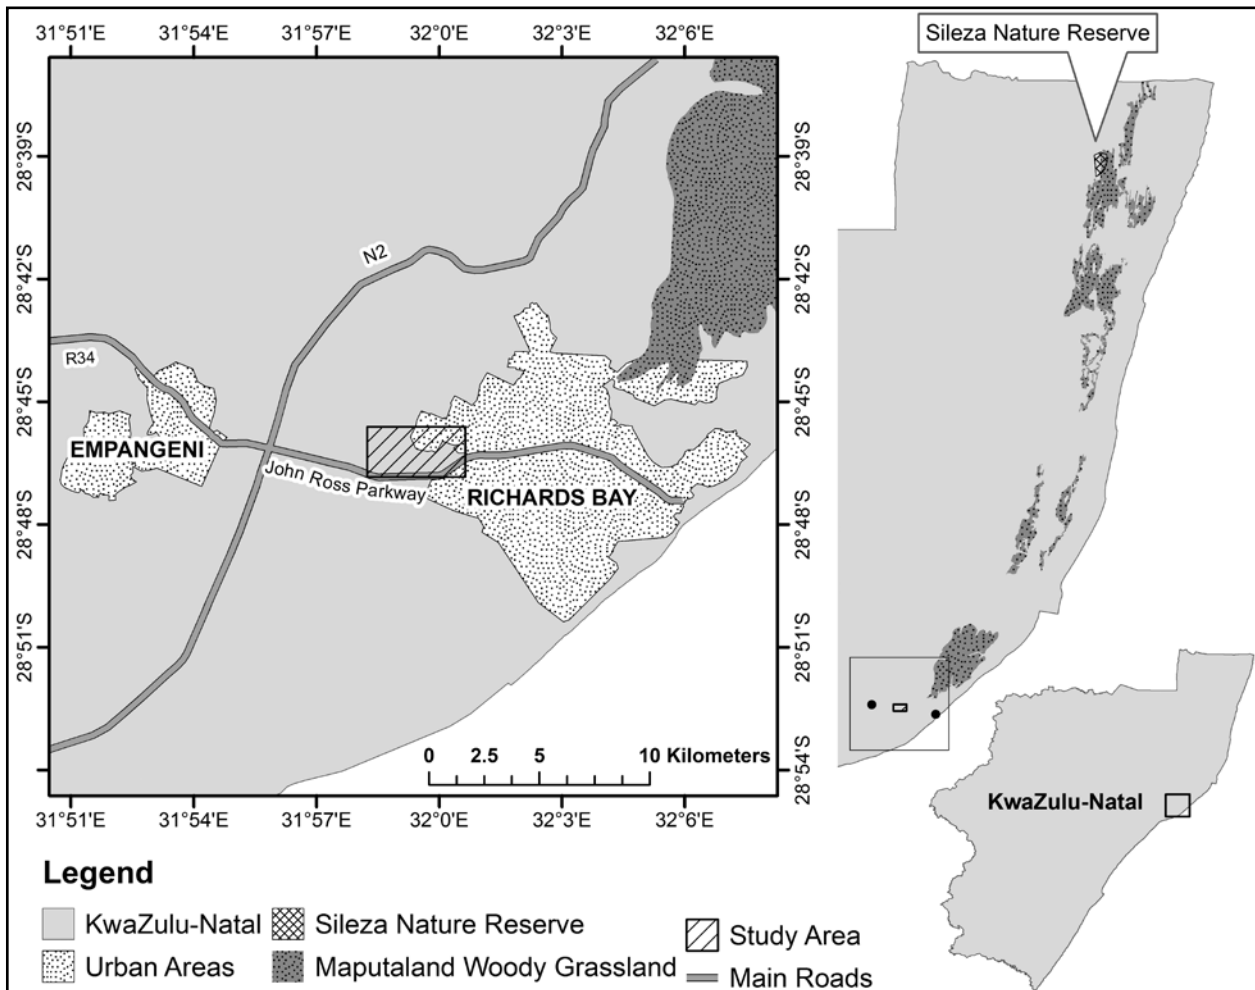 31°51'E 31°54'E 31°57'E 32°0'E 32°3'E 32°6'E
Sileza Nature Reserve
28°39'S 28°39'S
N2
28°42'S 28°42'S
R34
28°45'S 28°45'S
EMPANGENI
John Ross Parkway
RICHARDS BAY
28°48'S 28°48'S
28°51'S 28°51'S
0 2.5 5 10 Kilometers
28°54'S 28°54'S
31°51'E 31°54'E 31°57'E 32°0'E 32°3'E 32°6'E
KwaZulu-Natal
Legend
KwaZulu-Natal
Sileza Nature Reserve
Study Area
Urban Areas
Maputaland Woody Grassland
Main Roads